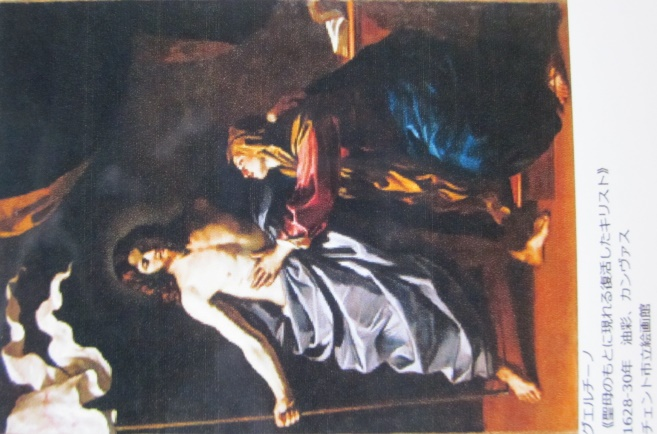 グエルチーノ
《聖母のもとに現れる復活したキリスト》
1628-30年　油彩、カンヴァス
チェント市立絵画館